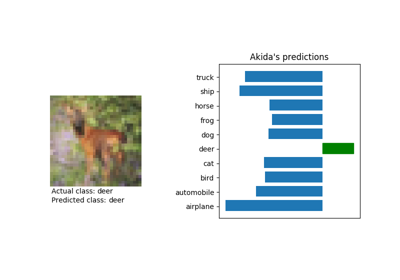 Akida's predictions
truck
ship
horse
frog
dog
deer
cat
bird
automobile
airplane
Actual class: deer
Predicted class: deer